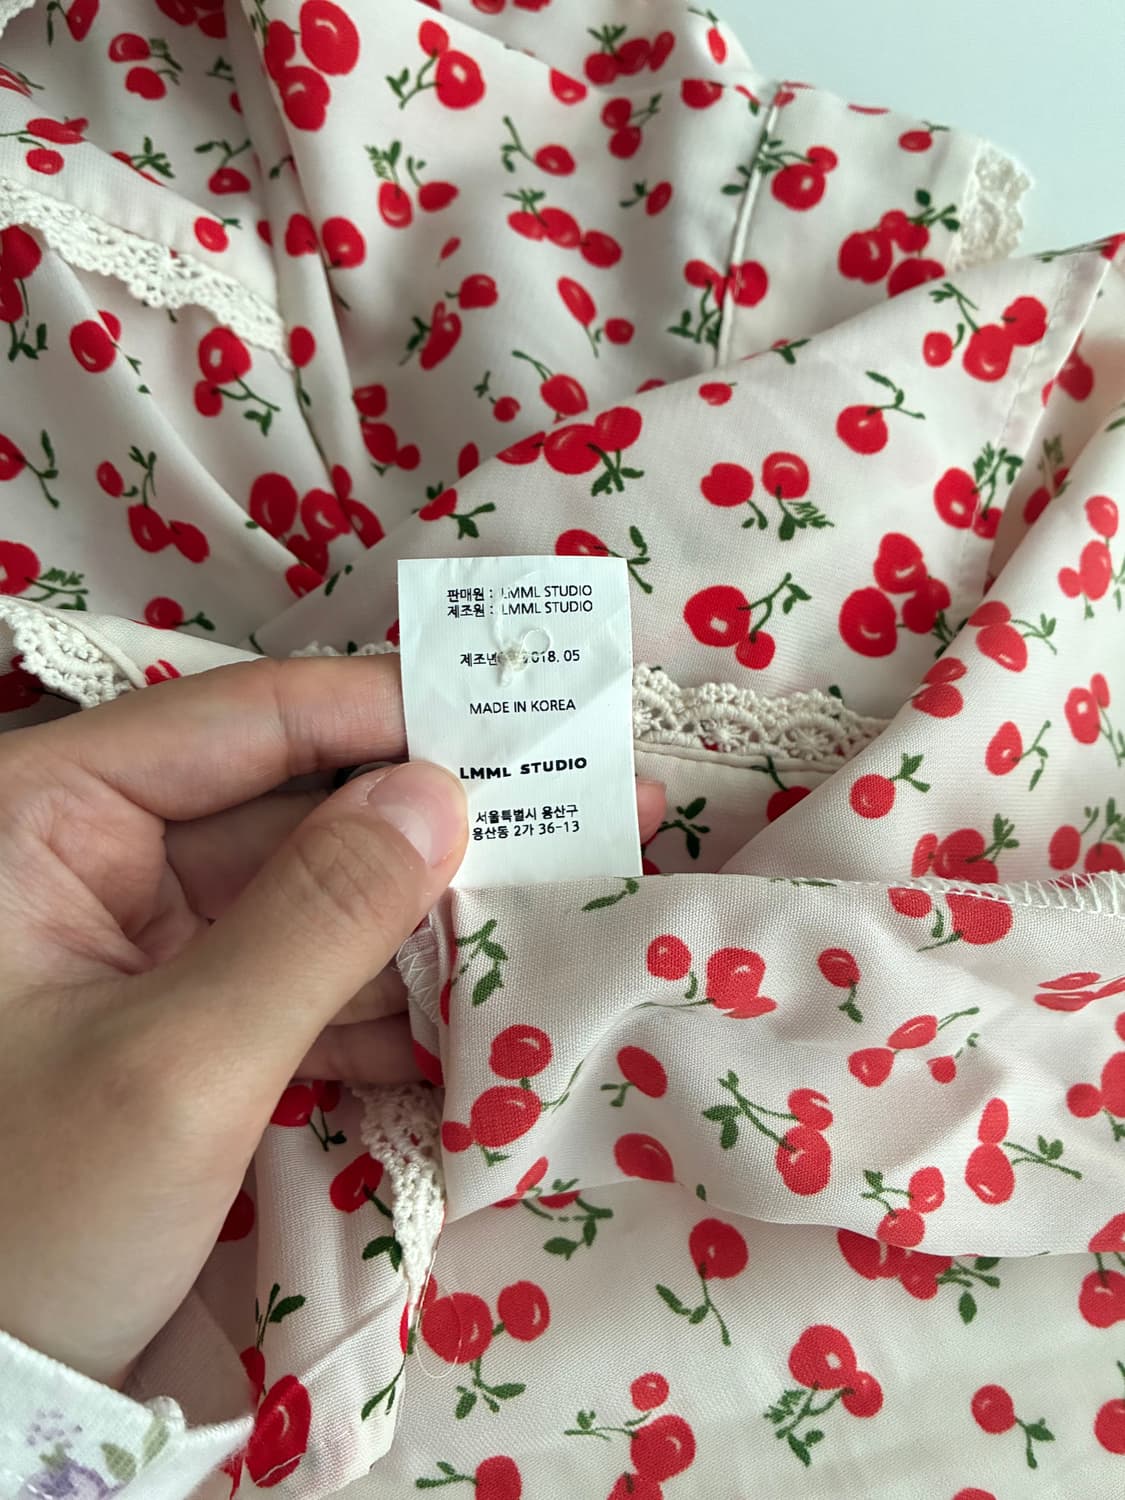 판매원 : LMML STUDIO
제조원 : LMML STUDIO
2018. 05
MADE IN KOREA
LMML STUDIO
서울특별시 용산구
용산동 2가 36-13